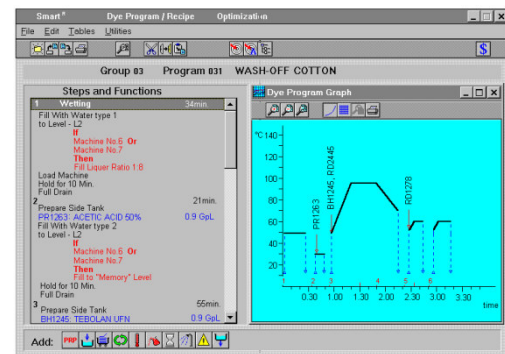 Smart* Dye Program / Recipe Optimization
File Edit Tables Utilities
$
Group 03 Program 031 WASH-OFF COTTON
Steps and Functions
1 Wetting 34min.
Fill With Water type 1
to Level - L2
If
Machine No.6 Or
Machine No.7
Then
Fill Liquer Ratio 1:8
Load Machine
Hold for 10 Min.
Full Drain
2 21min.
Prepare Side Tank
PR1263: ACETIC ACID 50% 0.9 GpL
Fill With Water type 2
to Level - L2
If
Machine No.6 Or
Machine No.7
Then
Fill to "Memory" Level
Hold for 10 Min.
Full Drain
3 55min.
Prepare Side Tank
BH1245: TEBOLAN UFN 0.9 GpL
Dye Program Graph
°C 140
120
100
80
60
40
20
PR1263
BH1245, RD2445
RD1278
1 2 3 4 5 6
0.30 1.00 1.30 2.00 2.30 3.00 3.30
time
Add: PRP